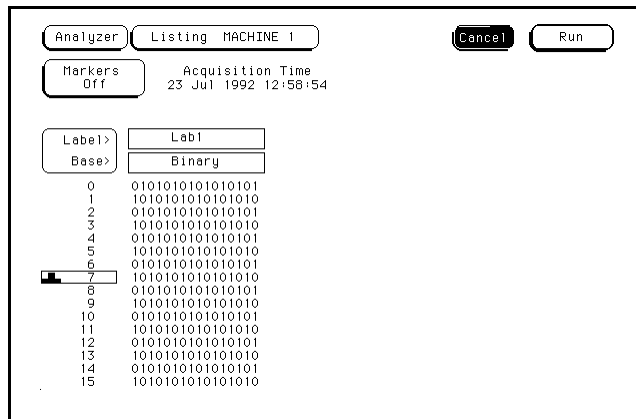 Analyzer Listing MACHINE 1 Cancel Run
Markers Off
Acquisition Time
23 Jul 1992 12:58:54
Label> Lab1
Base> Binary
0 0101010101010101
1 1010101010101010
2 0101010101010101
3 1010101010101010
4 0101010101010101
5 1010101010101010
6 0101010101010101
7 1010101010101010
8 0101010101010101
9 1010101010101010
10 0101010101010101
11 1010101010101010
12 0101010101010101
13 1010101010101010
14 0101010101010101
15 1010101010101010